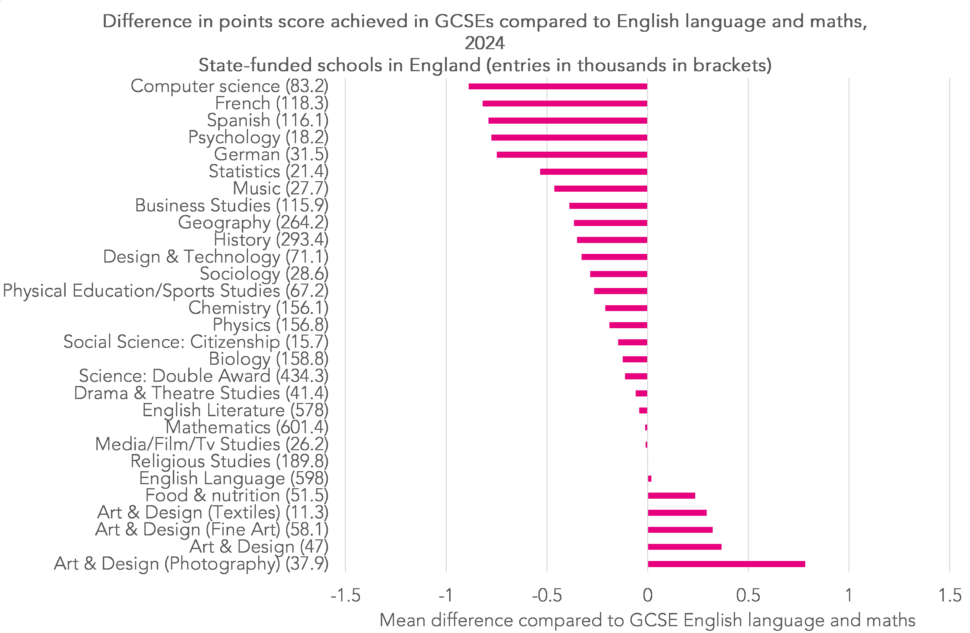 Difference in points score achieved in GCSEs compared to English language and maths,
2024
State-funded schools in England (entries in thousands in brackets)
Computer science (83.2)
French (118.3)
Spanish (116.1)
Psychology (18.2)
German (31.5)
Statistics (21.4)
Music (27.7)
Business Studies (115.9)
Geography (264.2)
History (293.4)
Design & Technology (71.1)
Sociology (28.6)
Physical Education/Sports Studies (67.2)
Chemistry (156.1)
Physics (156.8)
Social Science: Citizenship (15.7)
Biology (158.8)
Science: Double Award (434.3)
Drama & Theatre Studies (41.4)
English Literature (578)
Mathematics (601.4)
Media/Film/Tv Studies (26.2)
Religious Studies (189.8)
English Language (598)
Food & nutrition (51.5)
Art & Design (Textiles) (11.3)
Art & Design (Fine Art) (58.1)
Art & Design (47)
Art & Design (Photography) (37.9)
-1.5 -1 -0.5 0 0.5 1 1.5
Mean difference compared to GCSE English language and maths